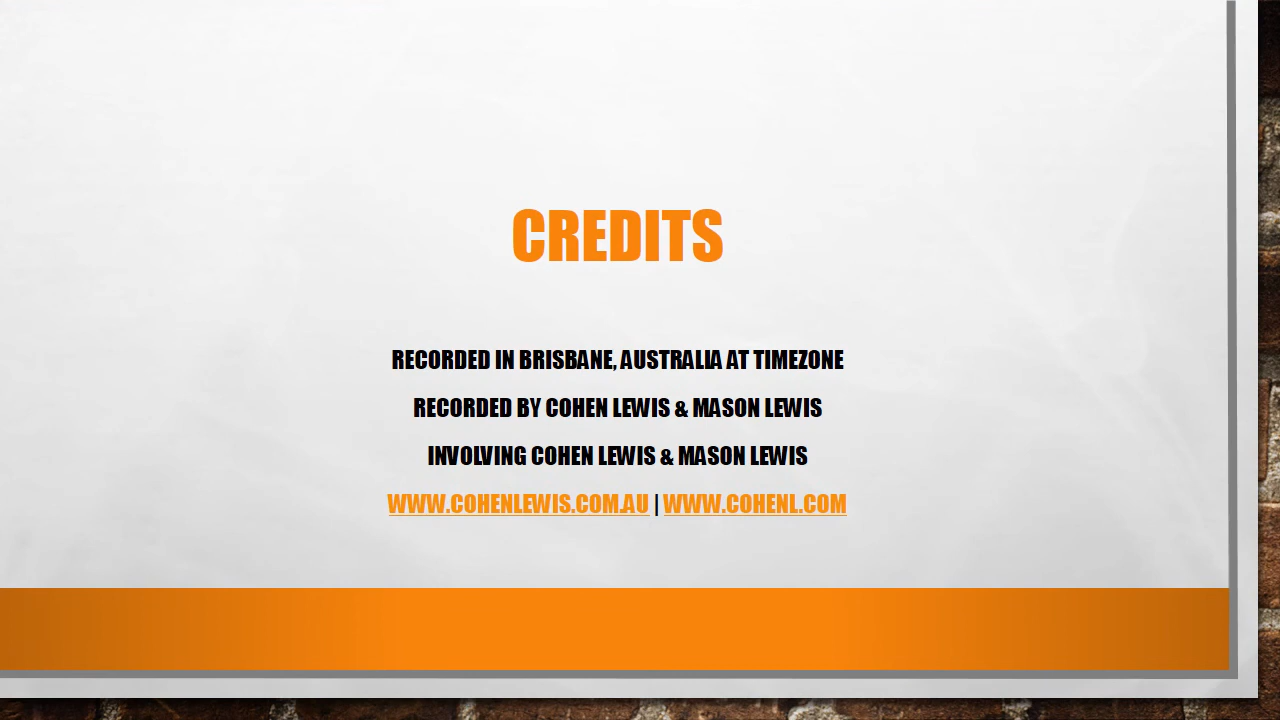 CREDITS
RECORDED IN BRISBANE, AUSTRALIA AT TIMEZONE
RECORDED BY COHEN LEWIS & MASON LEWIS
INVOLVING COHEN LEWIS & MASON LEWIS
WWW.COHENLEWIS.COM.AU | WWW.COHENL.COM